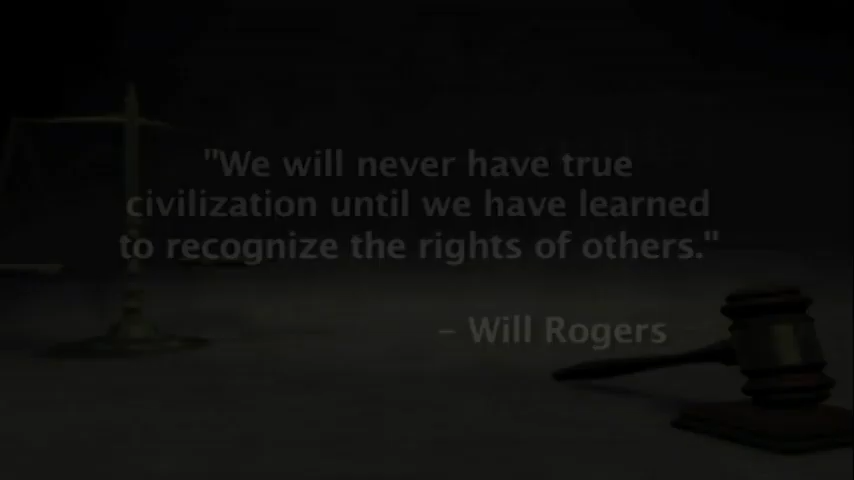 "We will never have true
civilization until we have learned
to recognize the rights of others."
– Will Rogers